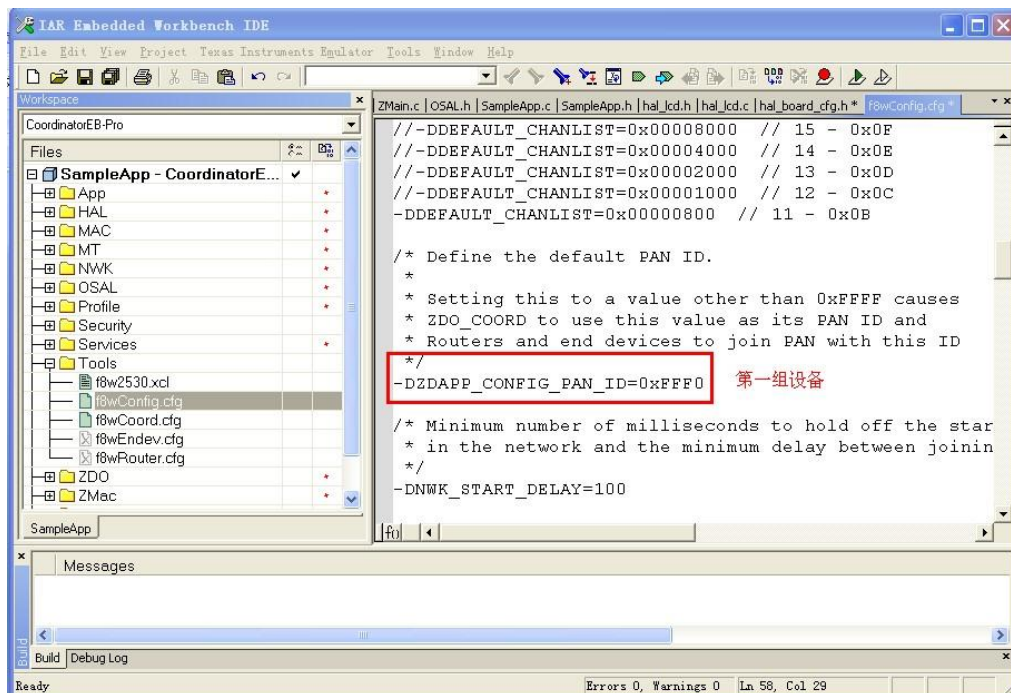 IAR Embedded Workbench IDE
File Edit View Project Texas Instruments Emulator Tools Window Help
Workspace
CoordinatorEB-Pro
Files
SampleApp - CoordinatorE...
App
HAL
MAC
MT
NWK
OSAL
Profile
Security
Services
Tools
f8w2530.xcl
f8wConfig.cfg
f8wCoord.cfg
f8wEndev.cfg
f8wRouter.cfg
ZDO
ZMac
SampleApp
ZMain.c | OSAL.h | SampleApp.c | SampleApp.h | hal_lcd.h | hal_lcd.c | hal_board_cfg.h * | f8wConfig.cfg *
//-DDEFAULT_CHANLIST=0x00008000 // 15 - 0x0F
//-DDEFAULT_CHANLIST=0x00004000 // 14 - 0x0E
//-DDEFAULT_CHANLIST=0x00002000 // 13 - 0x0D
//-DDEFAULT_CHANLIST=0x00001000 // 12 - 0x0C
-DDEFAULT_CHANLIST=0x00000800 // 11 - 0x0B
/* Define the default PAN ID.
*
* Setting this to a value other than 0xFFFF causes
* ZDO_COORD to use this value as its PAN ID and
* Routers and end devices to join PAN with this ID
*/
-DZDAPP_CONFIG_PAN_ID=0xFFF0 第一组设备
/* Minimum number of milliseconds to hold off the star
* in the network and the minimum delay between joinin
*/
-DNWK_START_DELAY=100
f()
Messages
Build
Build Debug Log
Ready Errors 0, Warnings 0 Ln 58, Col 29